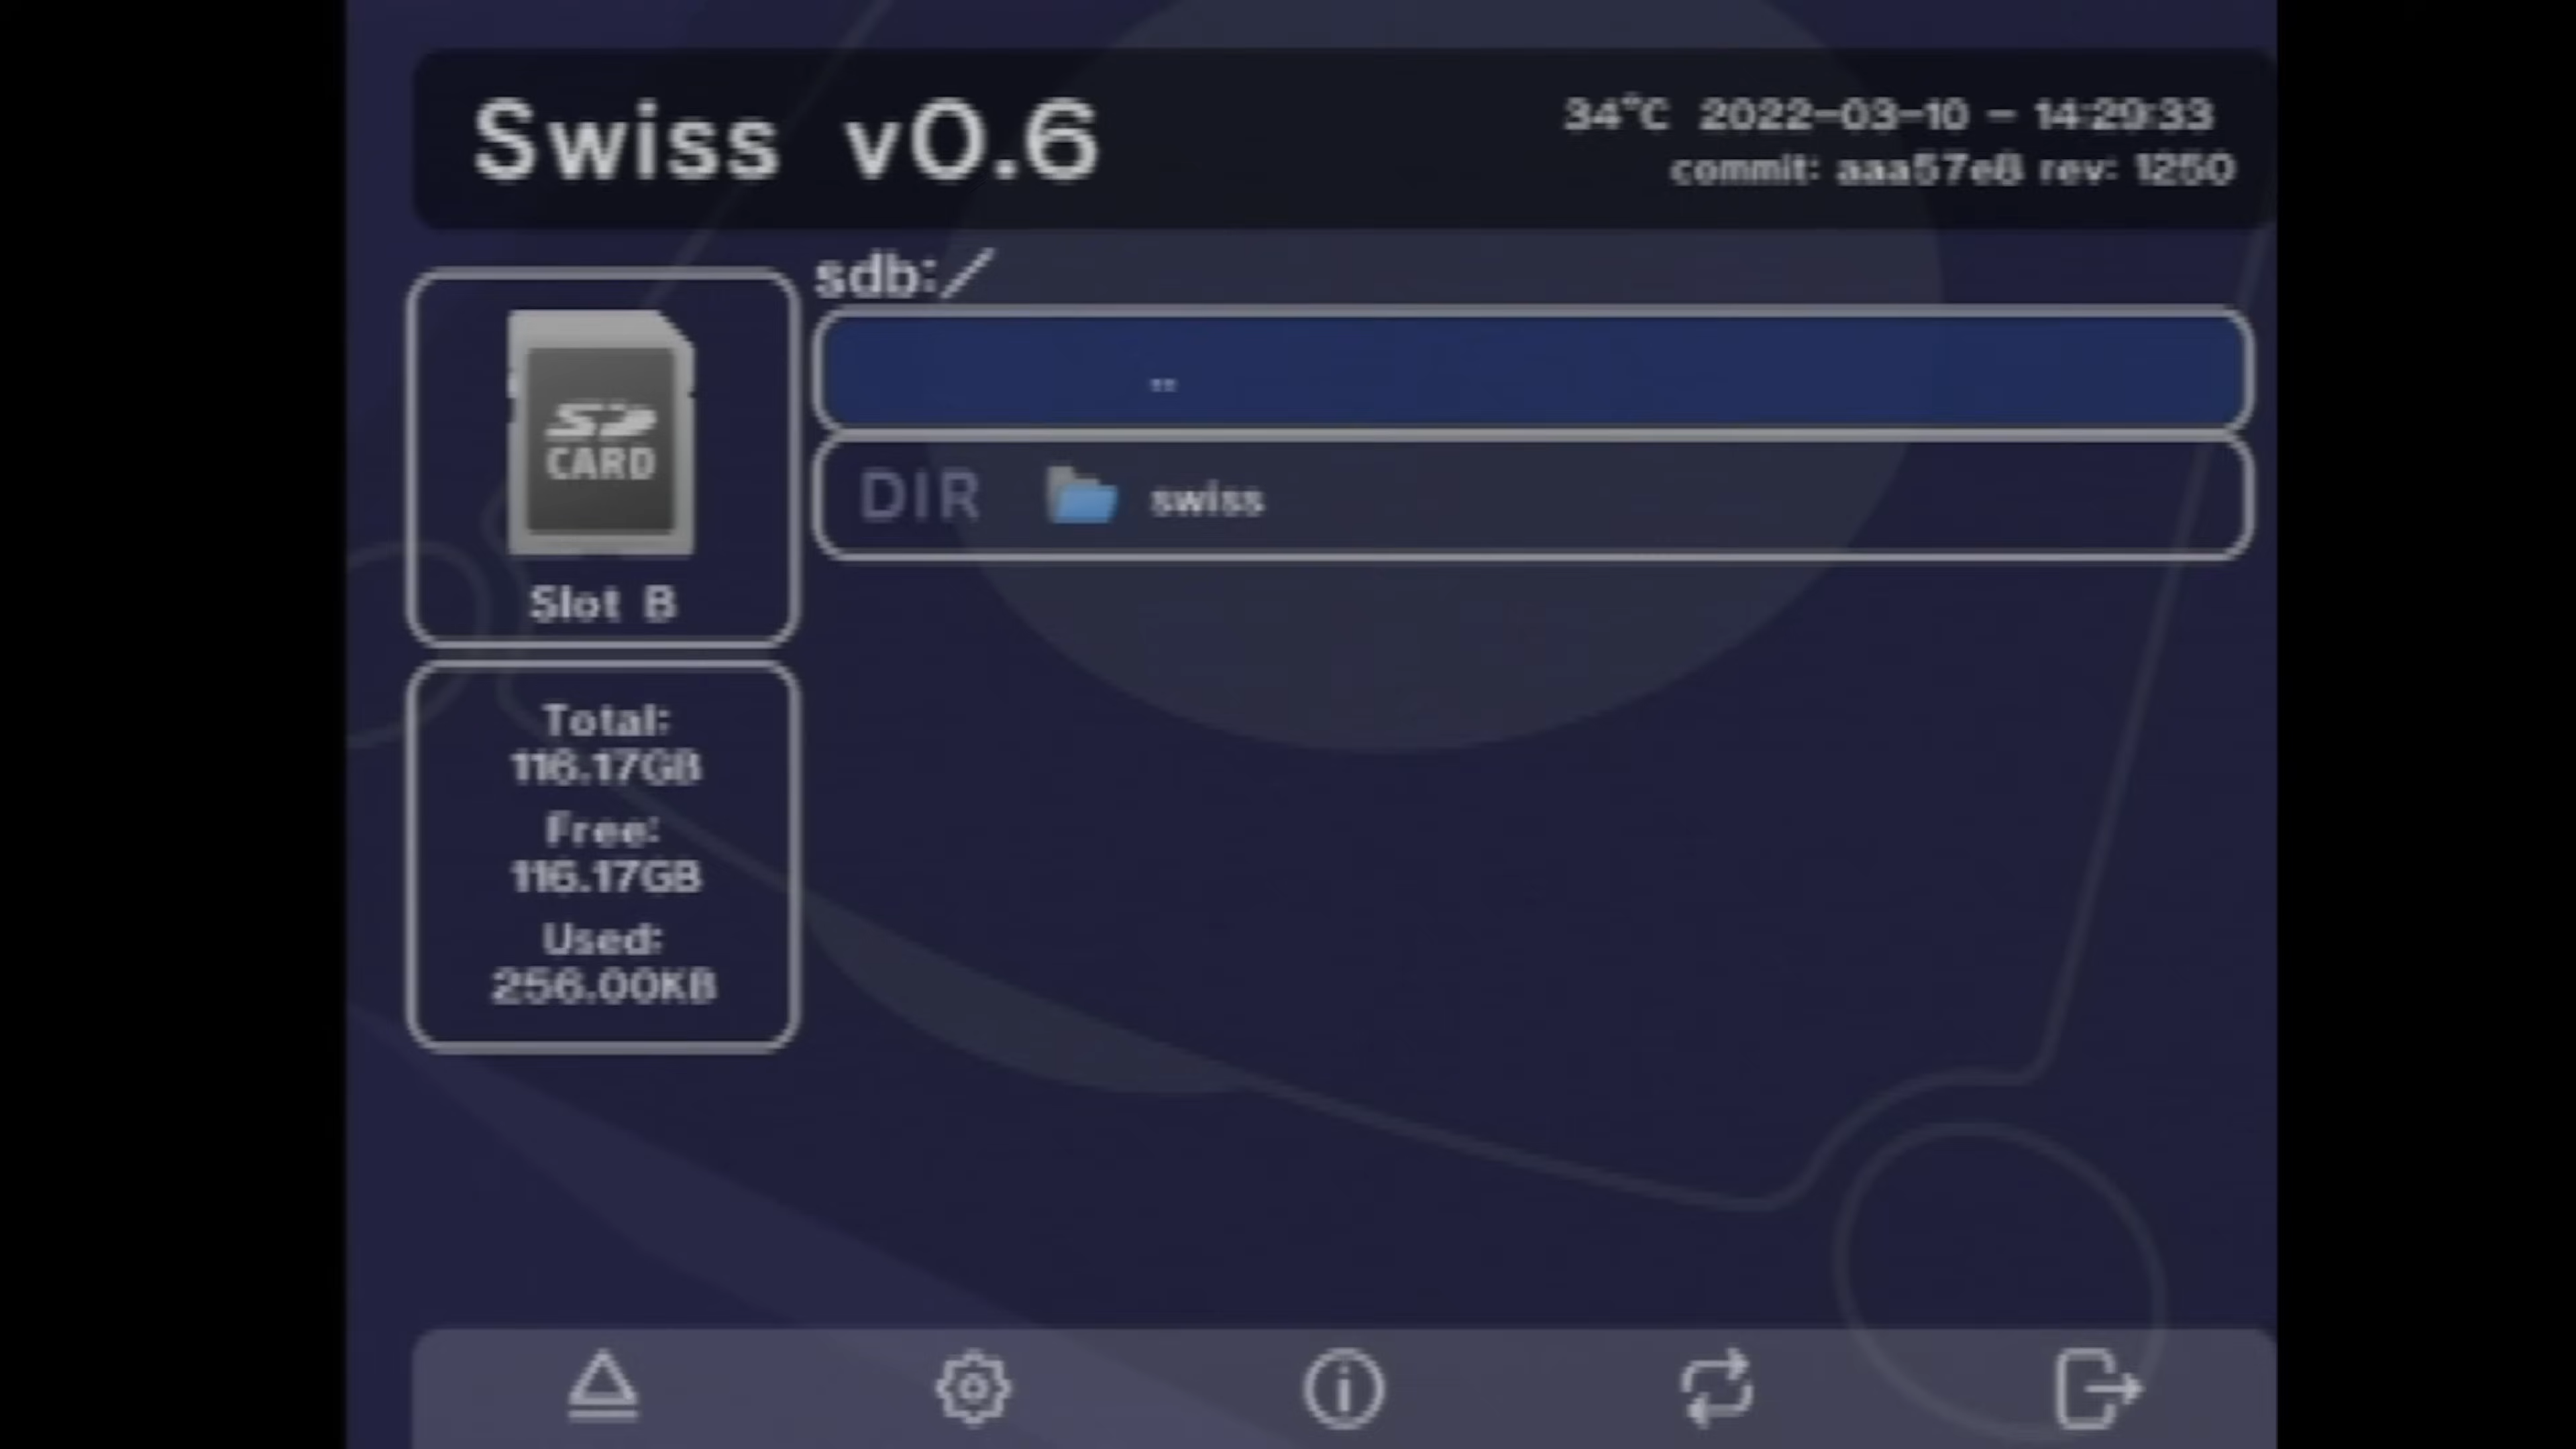 Swiss v0.6
34°C 2022-03-10 - 14:29:33
commit: aaa57e8 rev: 1250
sdb:/
..
SD
CARD
DIR swiss
Slot B
Total:
116.17GB
Free:
116.17GB
Used:
256.00KB